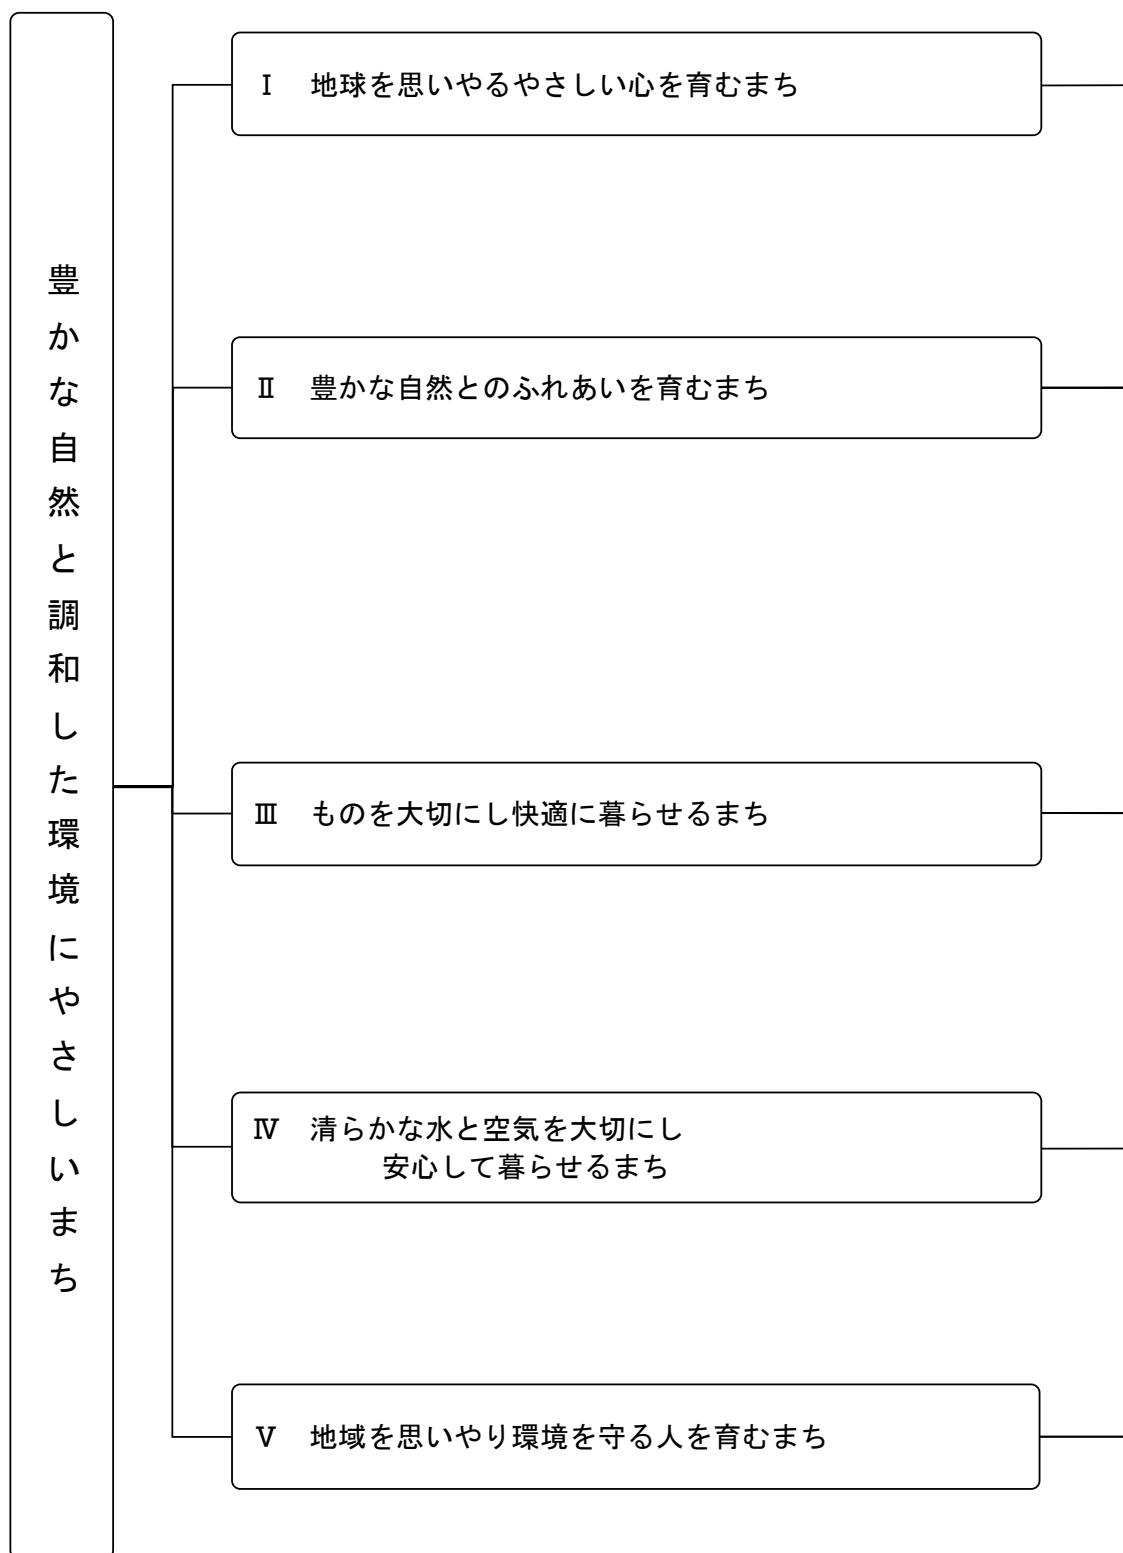 豊かな自然と調和した環境にやさしいまち
Ⅰ 地球を思いやるやさしい心を育むまち
Ⅱ 豊かな自然とのふれあいを育むまち
Ⅲ ものを大切にし快適に暮らせるまち
Ⅳ 清らかな水と空気を大切にし
安心して暮らせるまち
Ⅴ 地域を思いやり環境を守る人を育むまち